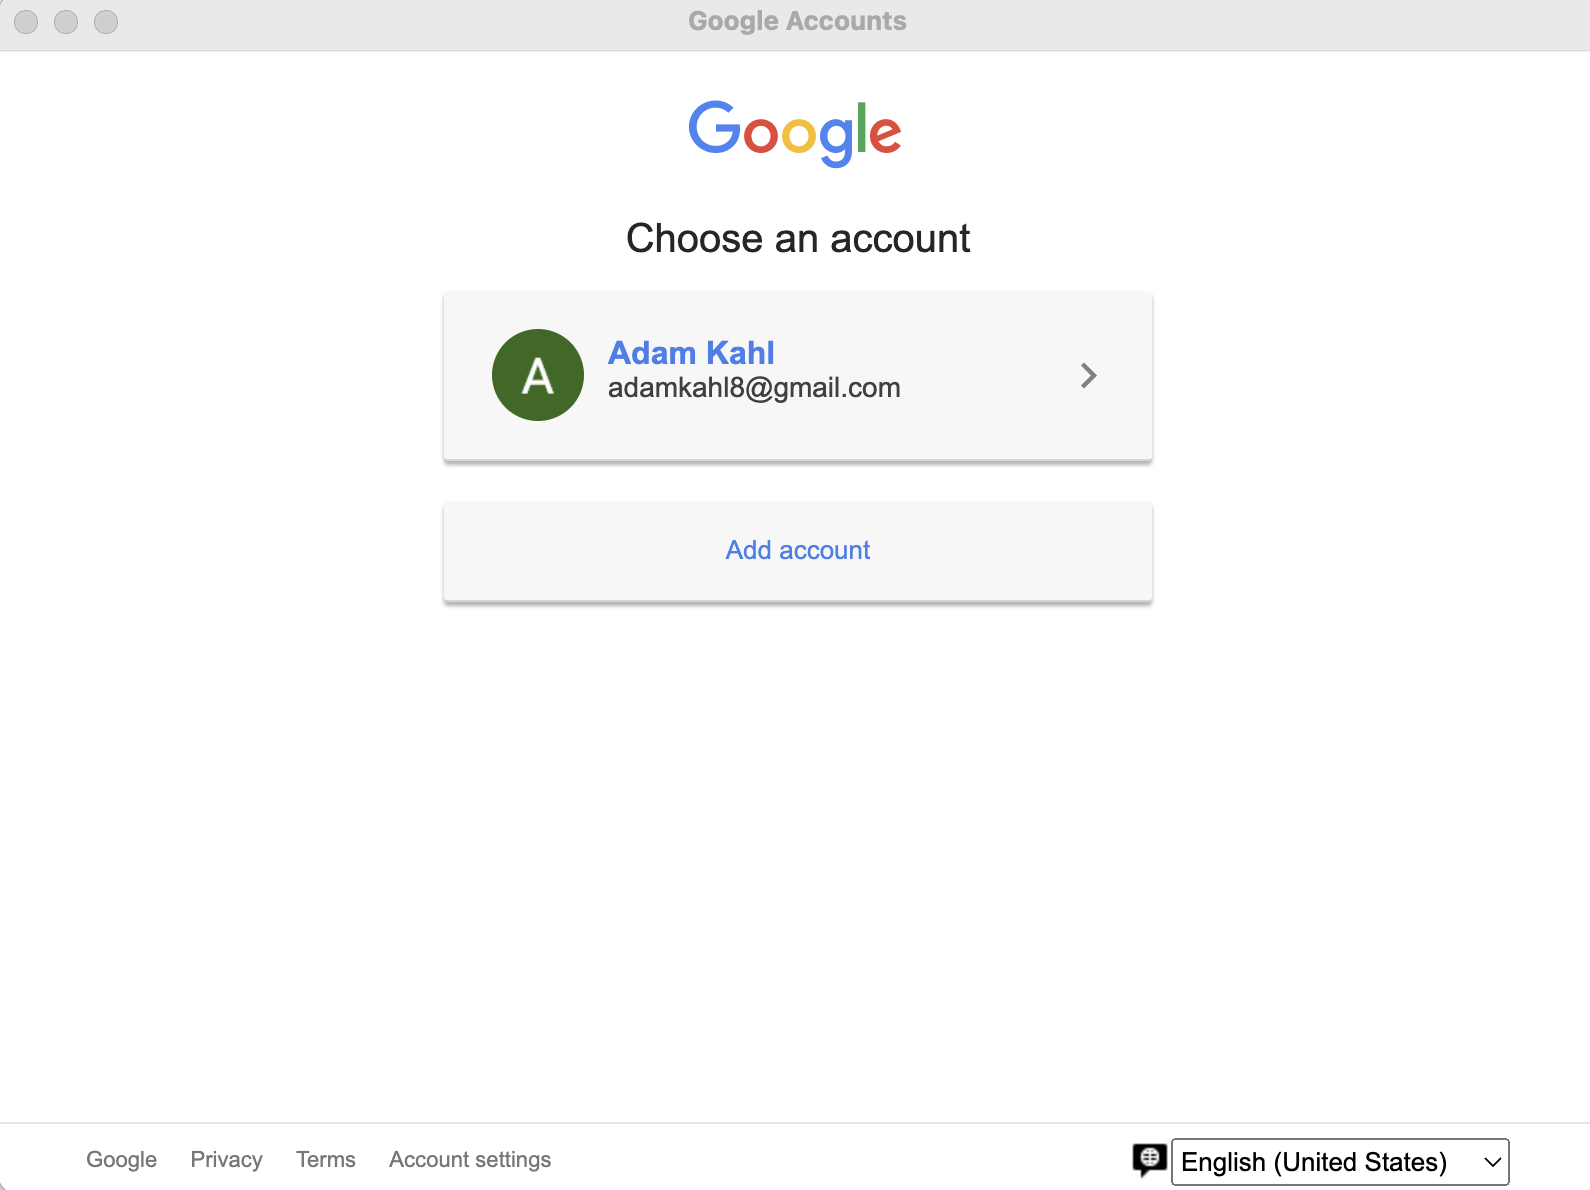 Google Accounts
Google
Choose an account
A
Adam Kahl
adamkahl8@gmail.com
Add account
Google Privacy Terms Account settings
English (United States)